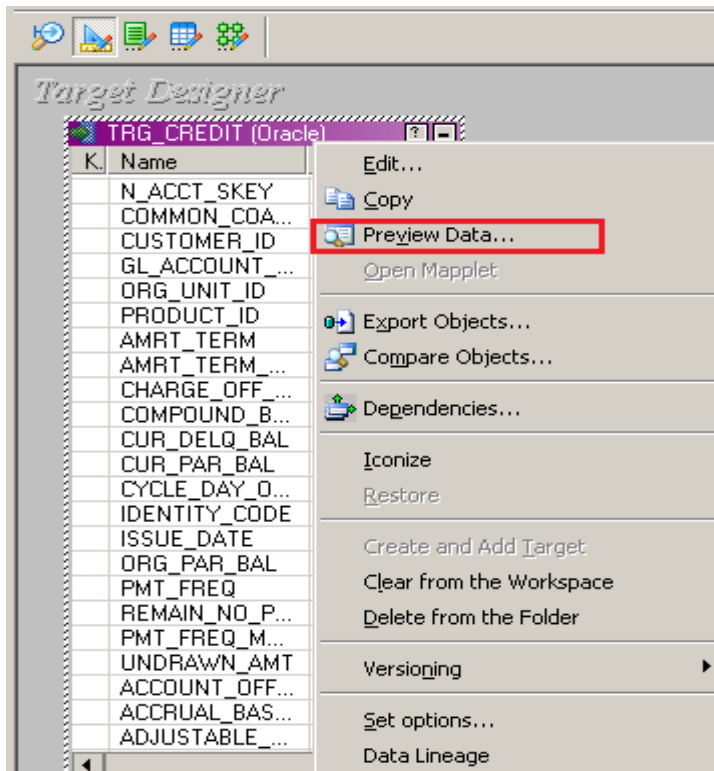 Target Designer
TRG_CREDIT (Oracle)
K. Name
N_ACCT_SKEY
COMMON_COA...
CUSTOMER_ID
GL_ACCOUNT_...
ORG_UNIT_ID
PRODUCT_ID
AMRT_TERM
AMRT_TERM_...
CHARGE_OFF_...
COMPOUND_B...
CUR_DELQ_BAL
CUR_PAR_BAL
CYCLE_DAY_O...
IDENTITY_CODE
ISSUE_DATE
ORG_PAR_BAL
PMT_FREQ
REMAIN_NO_P...
PMT_FREQ_M...
UNDRAWN_AMT
ACCOUNT_OFF...
ACCRUAL_BAS...
ADJUSTABLE_...
Edit...
Copy
Preview Data...
Open Mapplet
Export Objects...
Compare Objects...
Dependencies...
Iconize
Restore
Create and Add Target
Clear from the Workspace
Delete from the Folder
Versioning
Set options...
Data Lineage